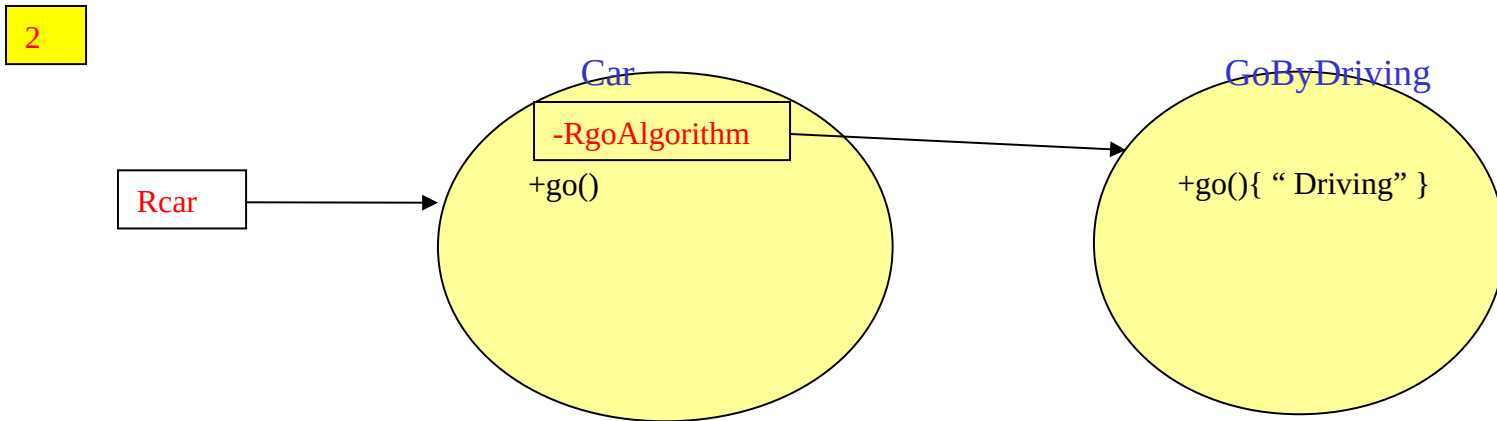 2
Car
GoByDriving
-RgoAlgorithm
+go()
+go(){ “ Driving” }
Rcar